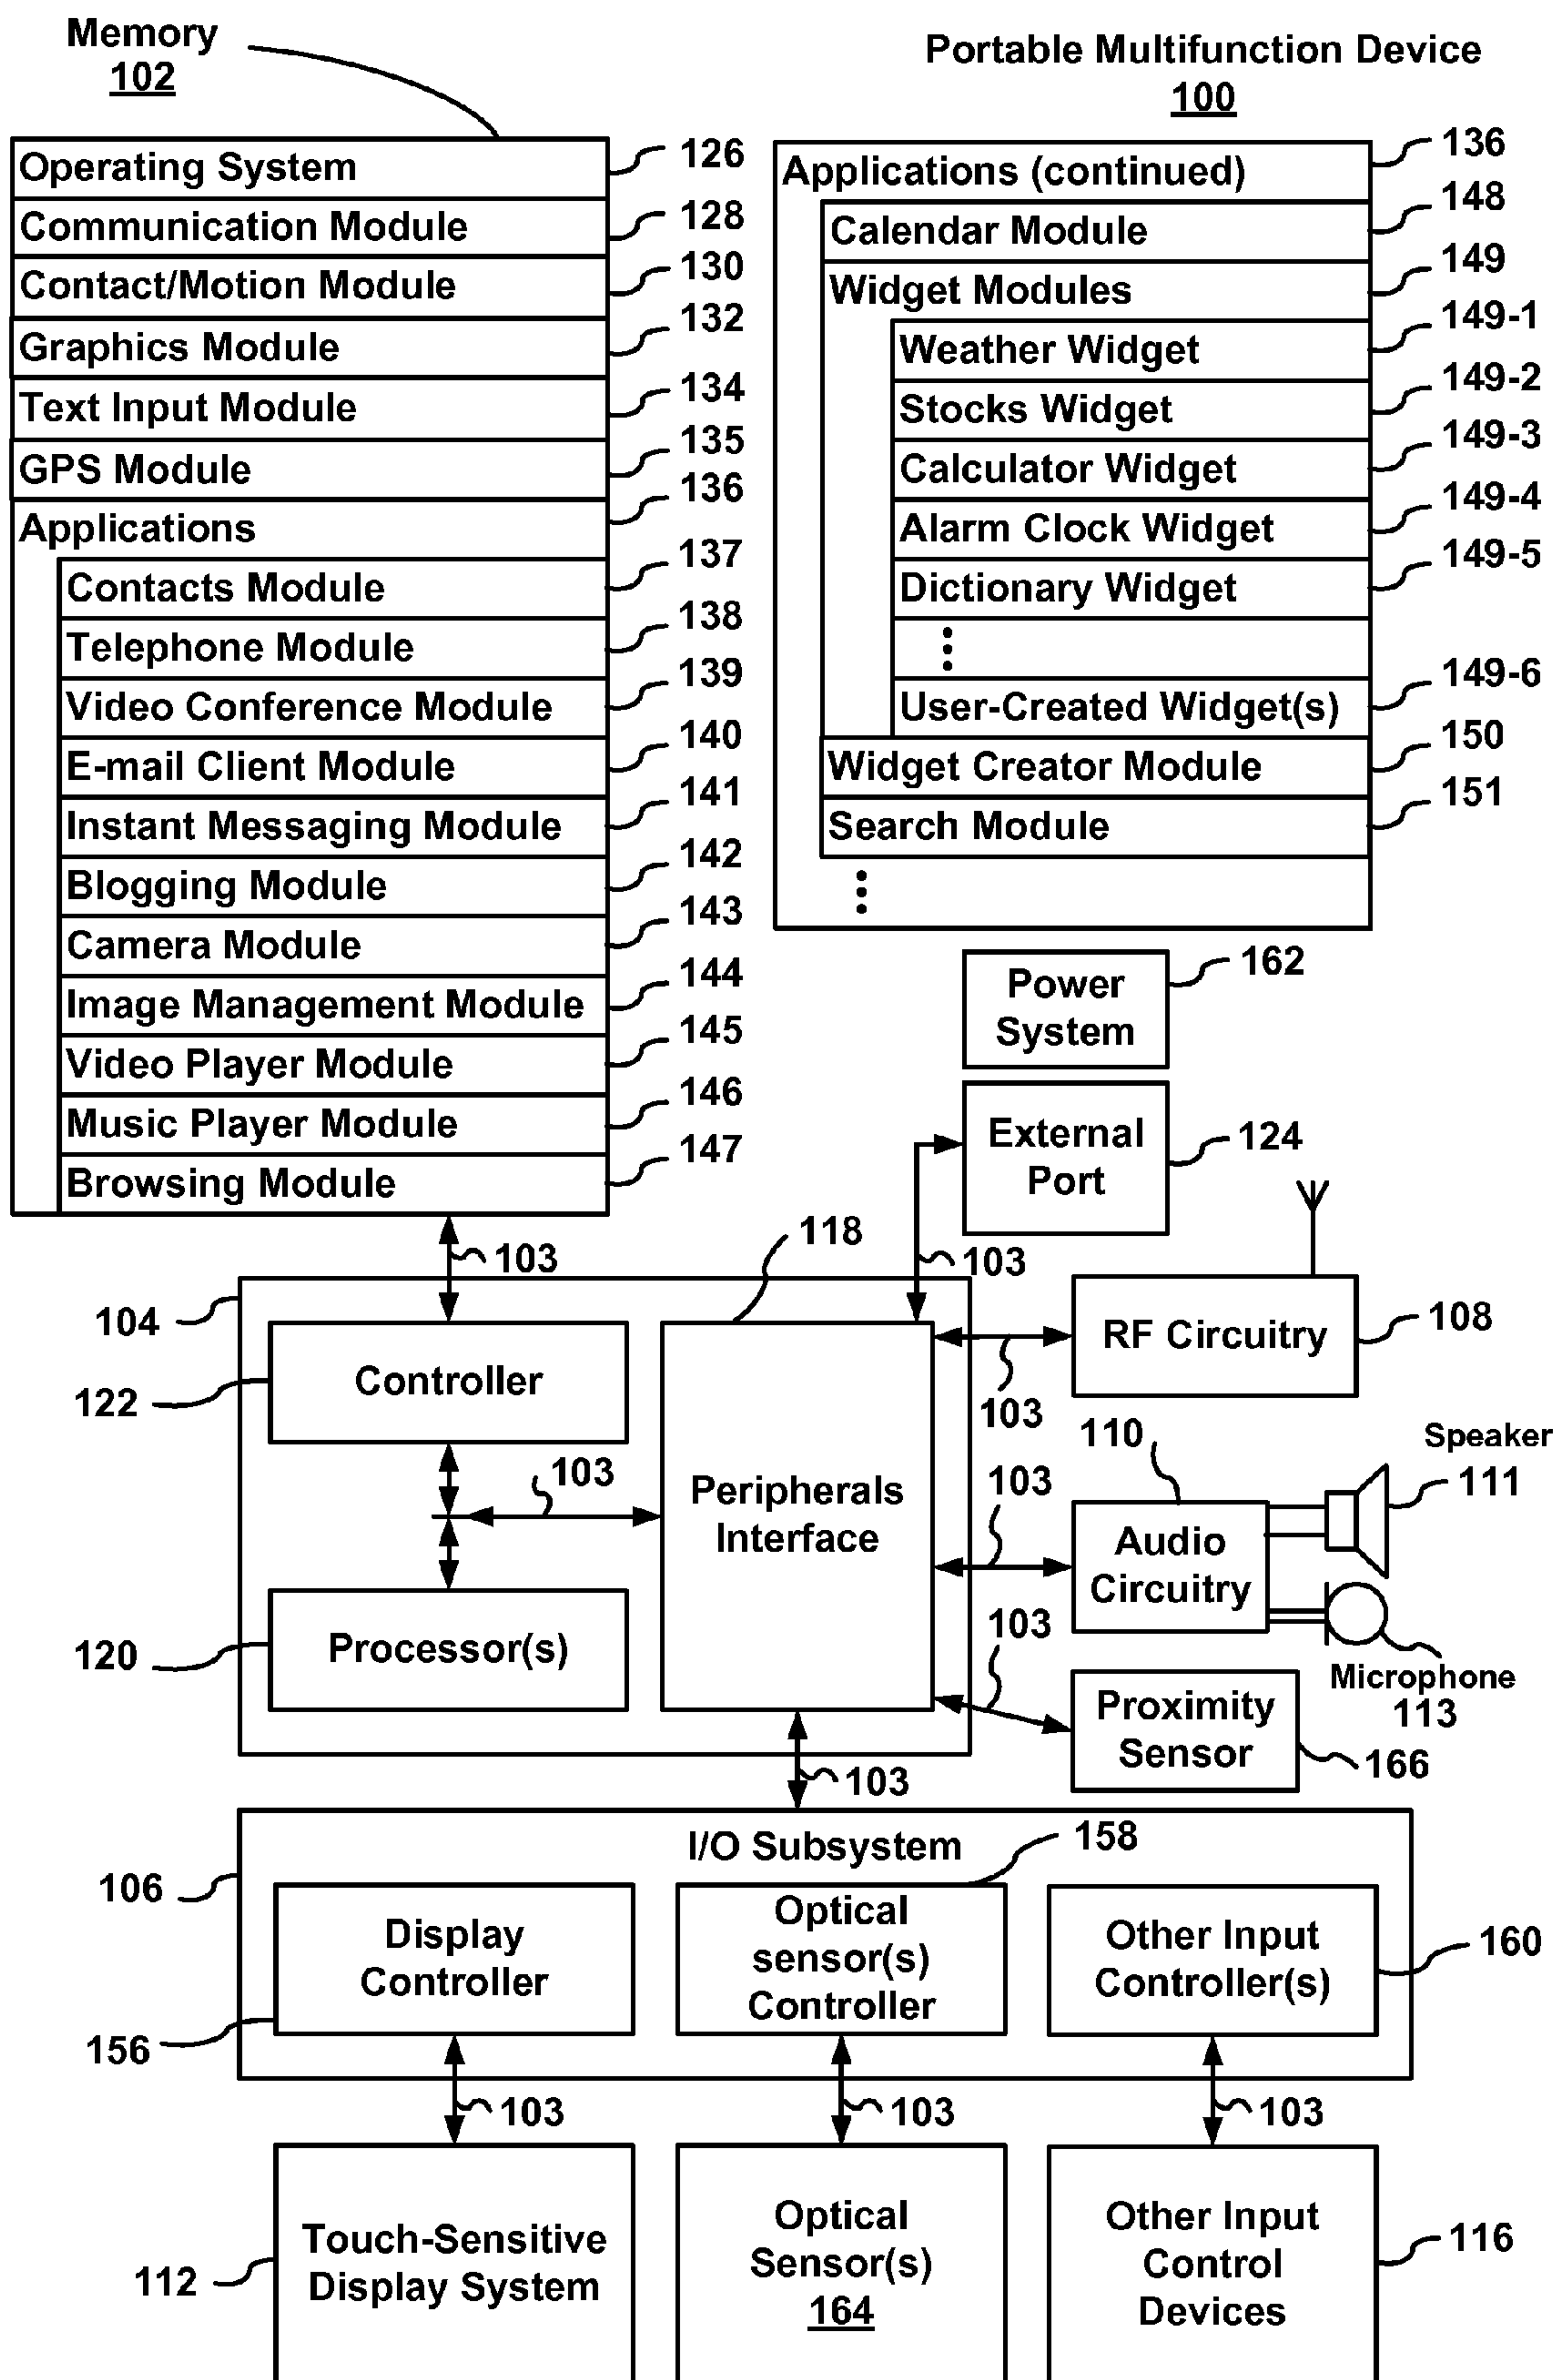 Memory
102
Portable Multifunction Device
100
Operating System
126
Communication Module
128
Contact/Motion Module
130
Graphics Module
132
Text Input Module
134
GPS Module
135
Applications
136
Contacts Module
137
Telephone Module
138
Video Conference Module
139
E-mail Client Module
140
Instant Messaging Module
141
Blogging Module
142
Camera Module
143
Image Management Module
144
Video Player Module
145
Music Player Module
146
Browsing Module
147
Applications (continued)
136
Calendar Module
148
Widget Modules
149
Weather Widget
149-1
Stocks Widget
149-2
Calculator Widget
149-3
Alarm Clock Widget
149-4
Dictionary Widget
149-5
User-Created Widget(s)
149-6
Widget Creator Module
150
Search Module
151
Power
System
162
External
Port
124
103
118
103
104
Controller
122
RF Circuitry
108
103
103
Peripherals
Interface
103
110
Audio
Circuitry
Speaker
111
Processor(s)
120
103
Microphone
113
Proximity
Sensor
166
103
I/O Subsystem
158
106
Display
Controller
156
Optical
sensor(s)
Controller
Other Input
Controller(s)
160
103
103
103
Touch-Sensitive
Display System
112
Optical
Sensor(s)
164
Other Input
Control
Devices
116